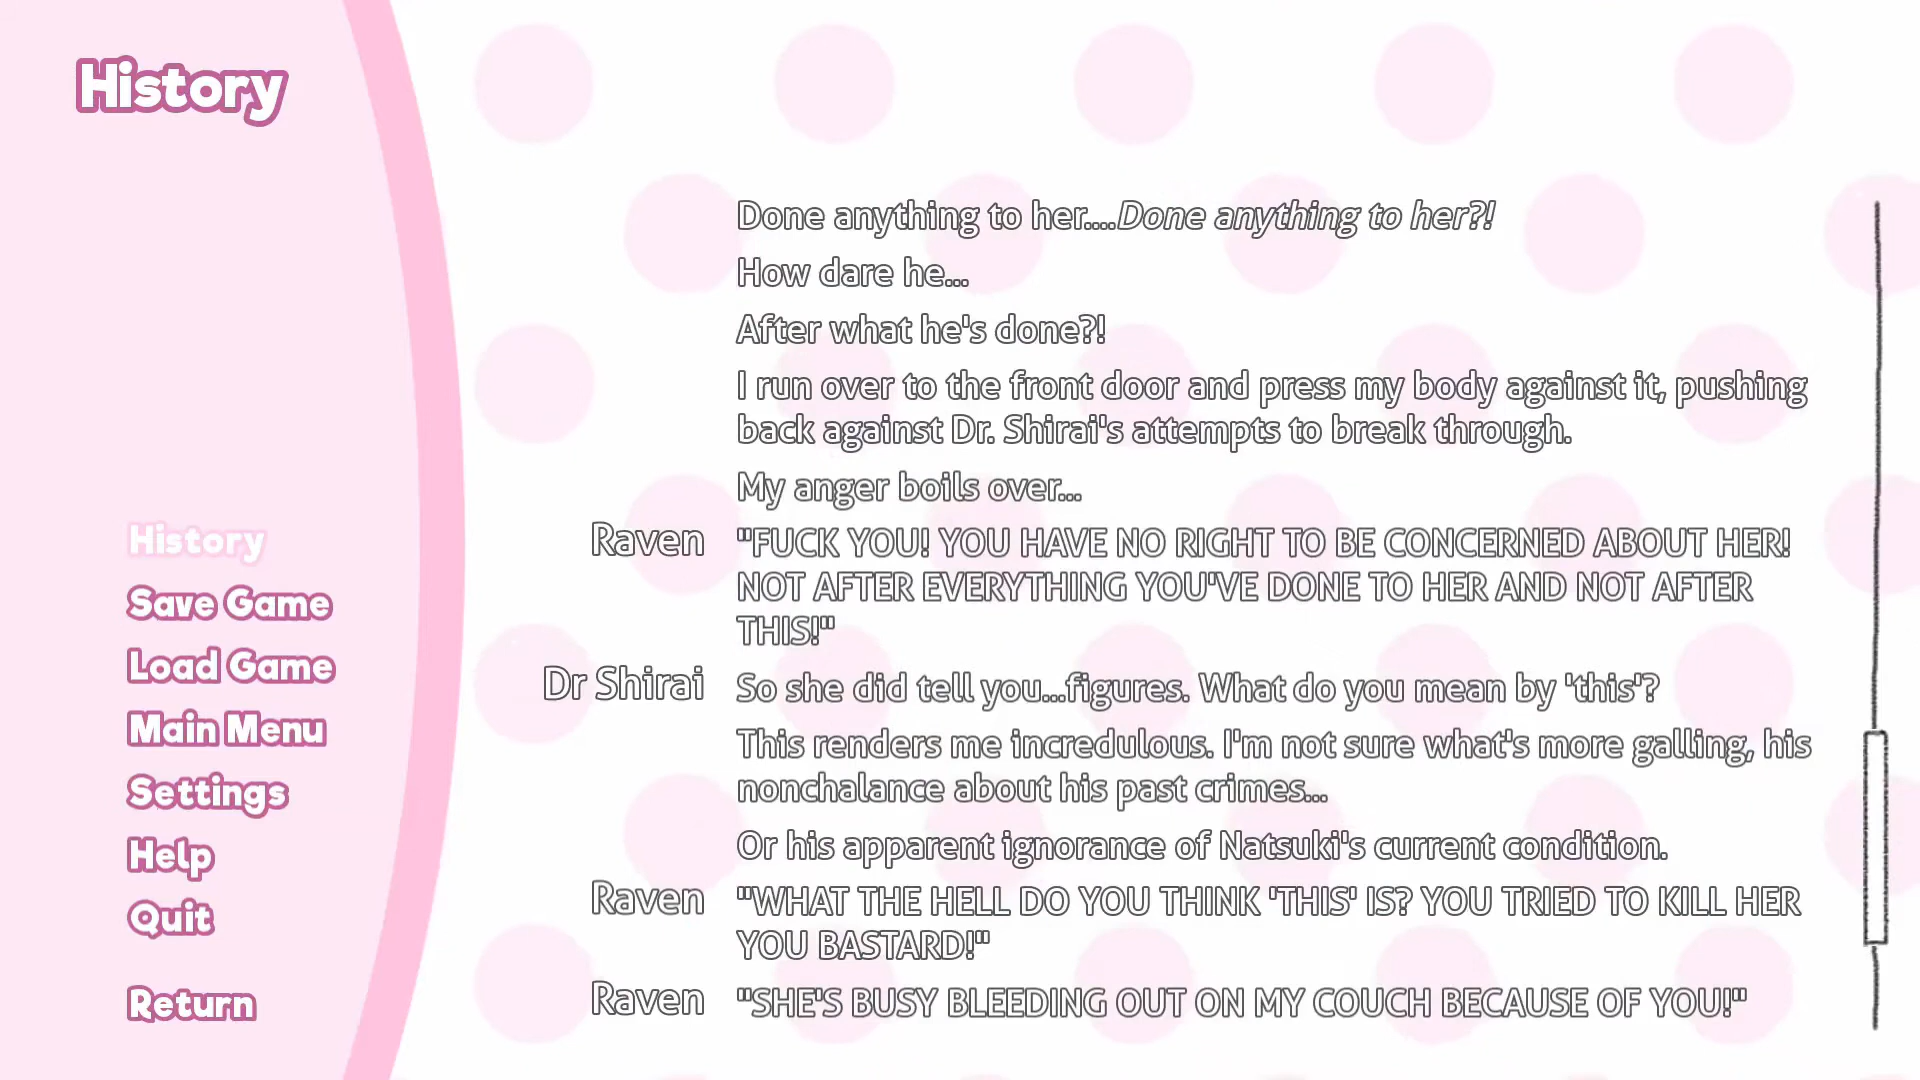 History
Done anything to her....Done anything to her?!
How dare he...
After what he's done?!
I run over to the front door and press my body against it, pushing
back against Dr. Shirai's attempts to break through.
My anger boils over...
Raven "FUCK YOU! YOU HAVE NO RIGHT TO BE CONCERNED ABOUT HER!
NOT AFTER EVERYTHING YOU'VE DONE TO HER AND NOT AFTER
THIS!"
Dr Shirai So she did tell you...figures. What do you mean by 'this'?
This renders me incredulous. I'm not sure what's more galling, his
nonchalance about his past crimes...
Or his apparent ignorance of Natsuki's current condition.
Raven "WHAT THE HELL DO YOU THINK 'THIS' IS? YOU TRIED TO KILL HER
YOU BASTARD!"
Raven "SHE'S BUSY BLEEDING OUT ON MY COUCH BECAUSE OF YOU!"
History
Save Game
Load Game
Main Menu
Settings
Help
Quit
Return